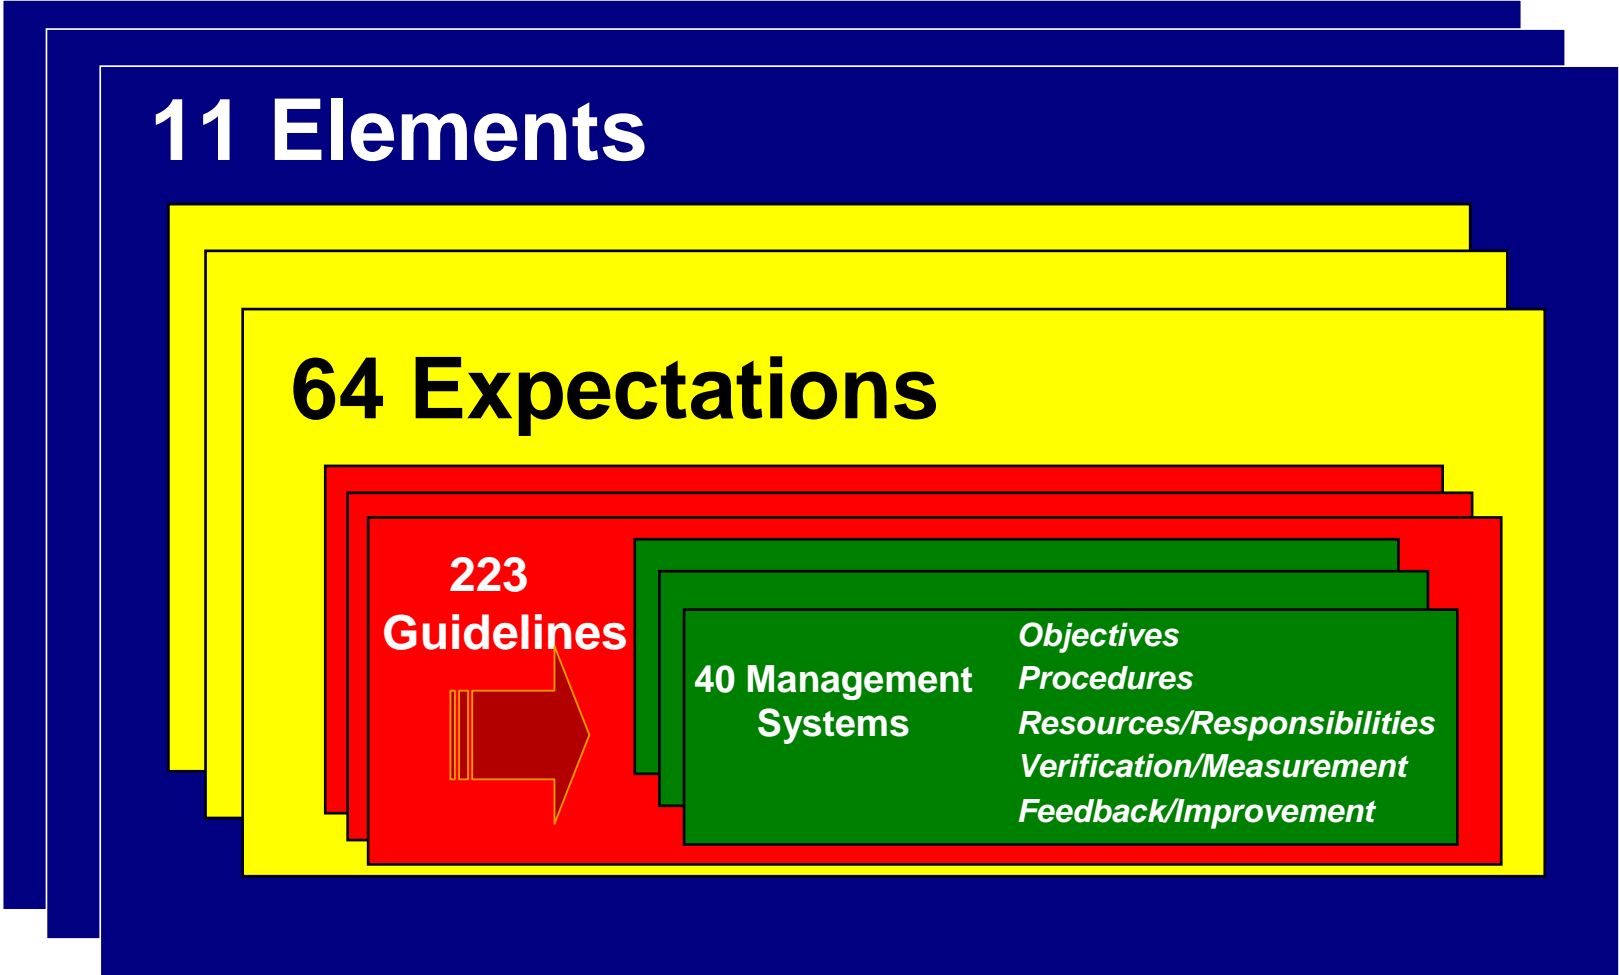 11 Elements
64 Expectations
223
Guidelines
40 Management
Systems
Objectives
Procedures
Resources/Responsibilities
Verification/Measurement
Feedback/Improvement